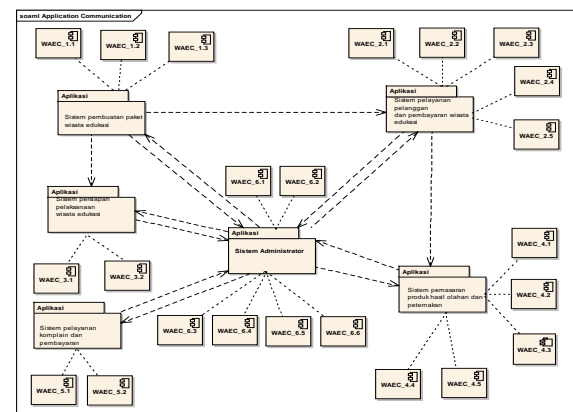 soaml Application Communication
WAEC_1.1
WAEC_1.2
WAEC_1.3
WAEC_2.1
WAEC_2.2
WAEC_2.3
WAEC_2.4
WAEC_2.5
Aplikasi
Sistem pembuatan paket
wisata edukasi
Aplikasi
Sistem pelayanan
pelanggan
dan pembayaran wisata
edukasi
WAEC_6.1
WAEC_6.2
Aplikasi
Sistem persiapan
pelaksanaan
wisata edukasi
Aplikasi
Sistem Administrator
WAEC_3.1
WAEC_3.2
WAEC_4.1
WAEC_4.2
WAEC_4.3
Aplikasi
Sistem pemasaran
produk hasil olahan dan
peternakan
Aplikasi
Sistem pelayanan
komplain dan
pembayaran
WAEC_6.3
WAEC_6.4
WAEC_6.5
WAEC_6.6
WAEC_4.4
WAEC_4.5
WAEC_5.1
WAEC_5.2